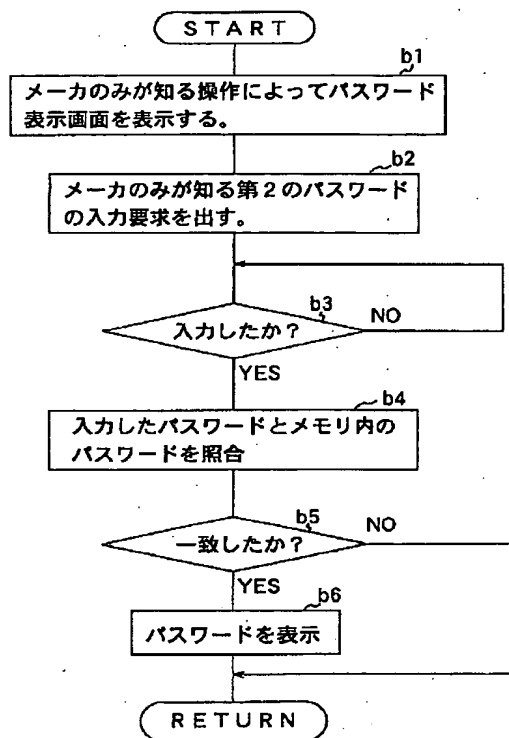 START
b1
メーカのみが知る操作によってパスワード
表示画面を表示する。
b2
メーカのみが知る第2のパスワード
の入力要求を出す。
b3
入力したか？
NO
YES
b4
入力したパスワードとメモリ内の
パスワードを照合
b5
一致したか？
NO
YES
b6
パスワードを表示
RETURN